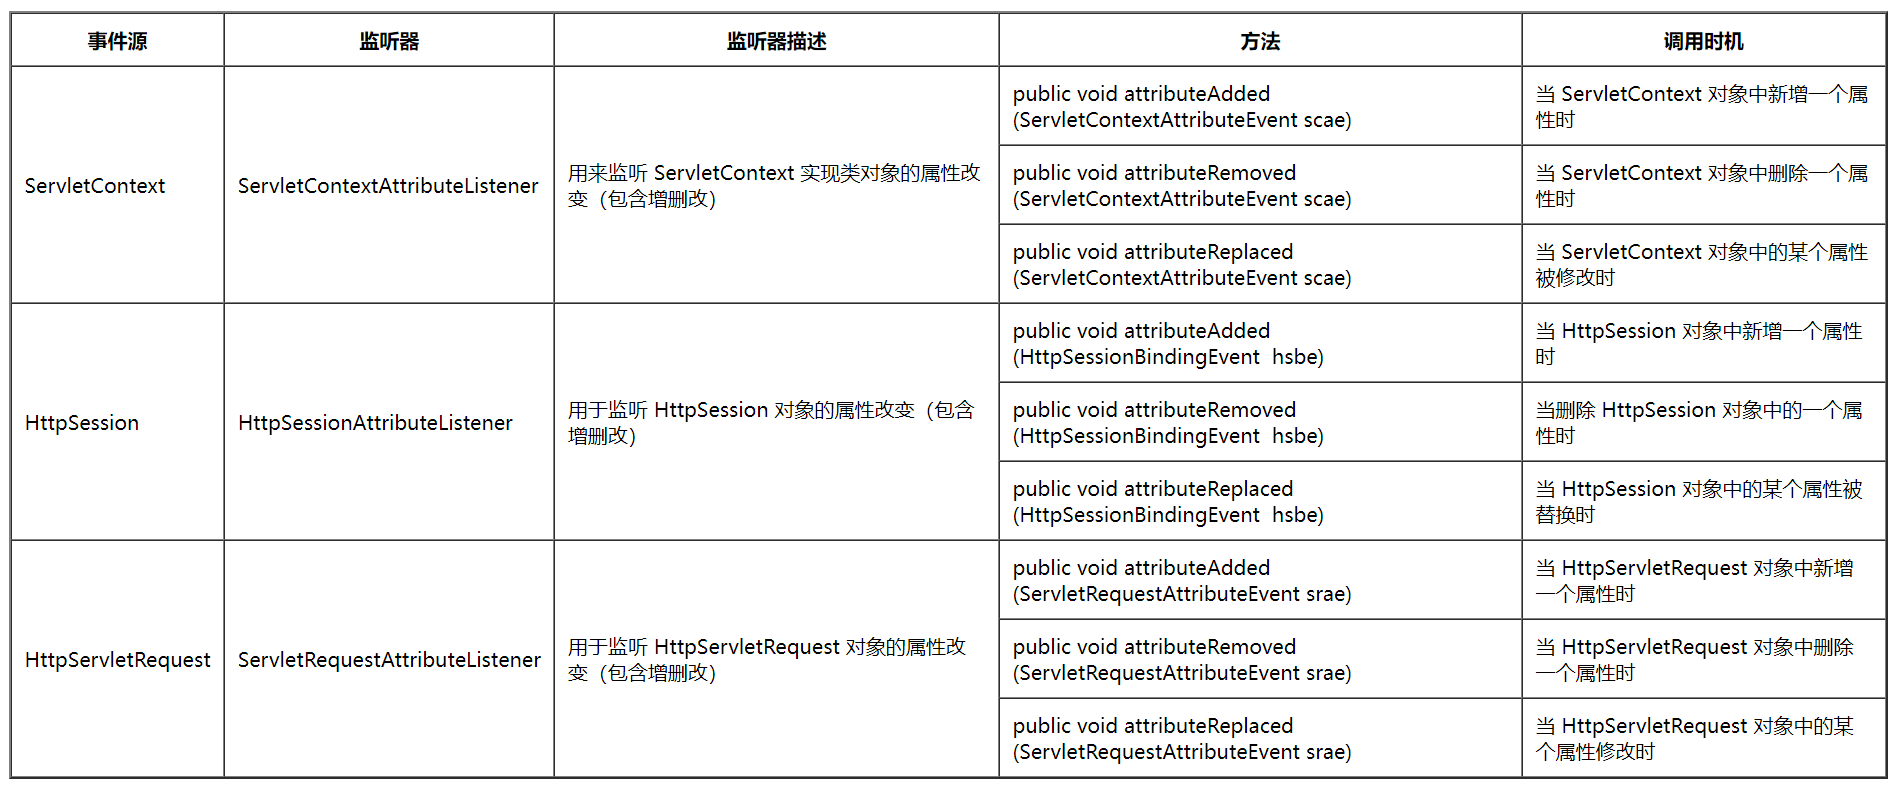 事件源
监听器
监听器描述
方法
调用时机
ServletContext
ServletContextAttributeListener
用来监听 ServletContext 实现类对象的属性改
变（包含增删改）
public void attributeAdded
(ServletContextAttributeEvent scae)
当 ServletContext 对象中新增一个属
性时
public void attributeRemoved
(ServletContextAttributeEvent scae)
当 ServletContext 对象中删除一个属
性时
public void attributeReplaced
(ServletContextAttributeEvent scae)
当 ServletContext 对象中的某个属性
被修改时
HttpSession
HttpSessionAttributeListener
用于监听 HttpSession 对象的属性改变（包含
增删改）
public void attributeAdded
(HttpSessionBindingEvent  hsbe)
当 HttpSession 对象中新增一个属性
时
public void attributeRemoved
(HttpSessionBindingEvent  hsbe)
当删除 HttpSession 对象中的一个属
性时
public void attributeReplaced
(HttpSessionBindingEvent  hsbe)
当 HttpSession 对象中的某个属性被
替换时
HttpServletRequest
ServletRequestAttributeListener
用于监听 HttpServletRequest 对象的属性改
变（包含增删改）
public void attributeAdded
(ServletRequestAttributeEvent srae)
当 HttpServletRequest 对象中新增
一个属性时
public void attributeRemoved
(ServletRequestAttributeEvent srae)
当 HttpServletRequest 对象中删除
一个属性时
public void attributeReplaced
(ServletRequestAttributeEvent srae)
当 HttpServletRequest 对象中的某
个属性修改时